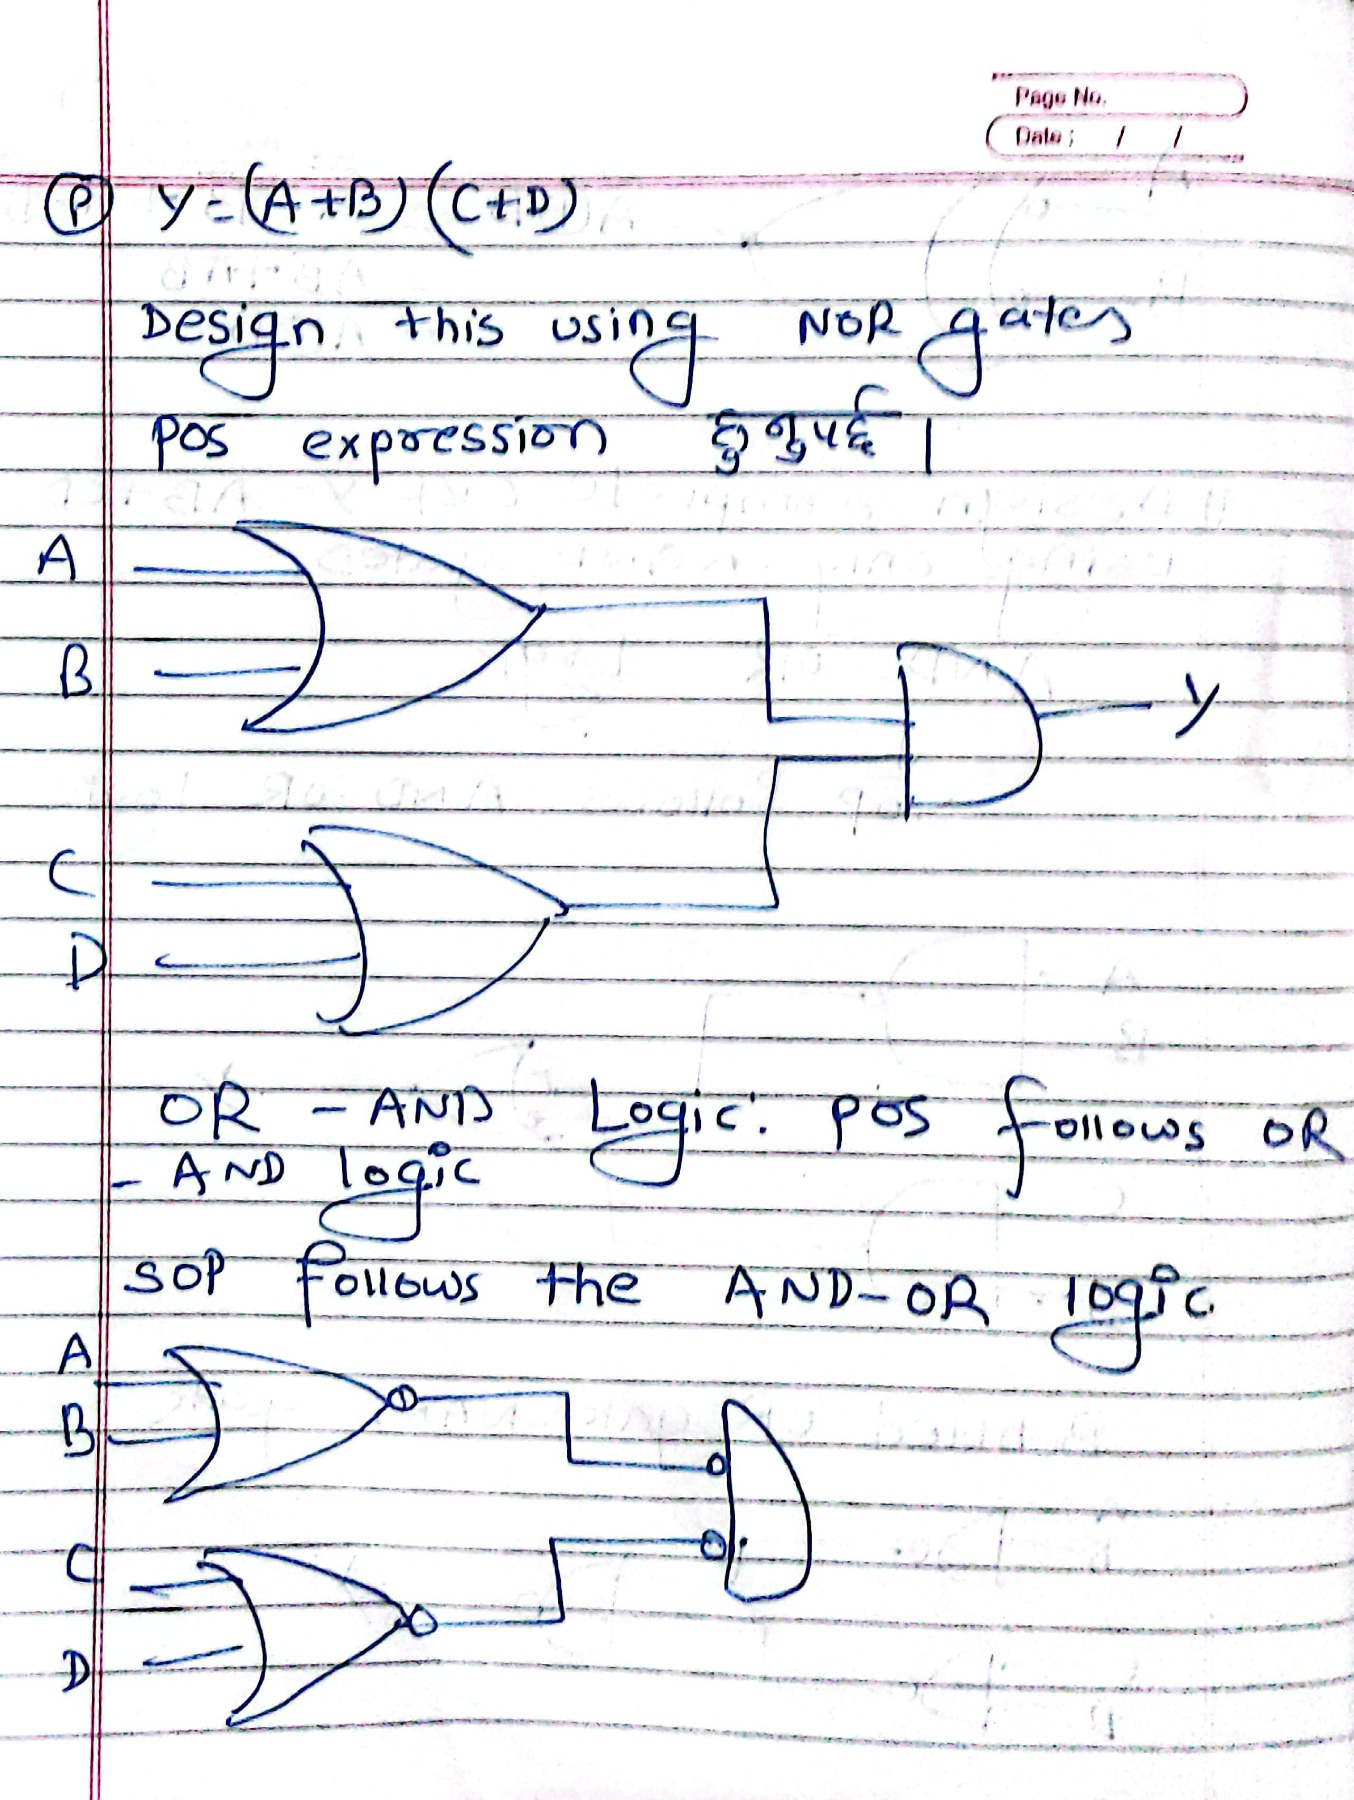 Page No.
Date : / /
(P) Y = (A+B) (C+D)
Design this using NOR gates
POS expression हुनुपर्छ ।
A
B
Y
C
D
OR - AND Logic. POS follows OR
- AND logic
SOP follows the AND-OR logic
A
B
C
D